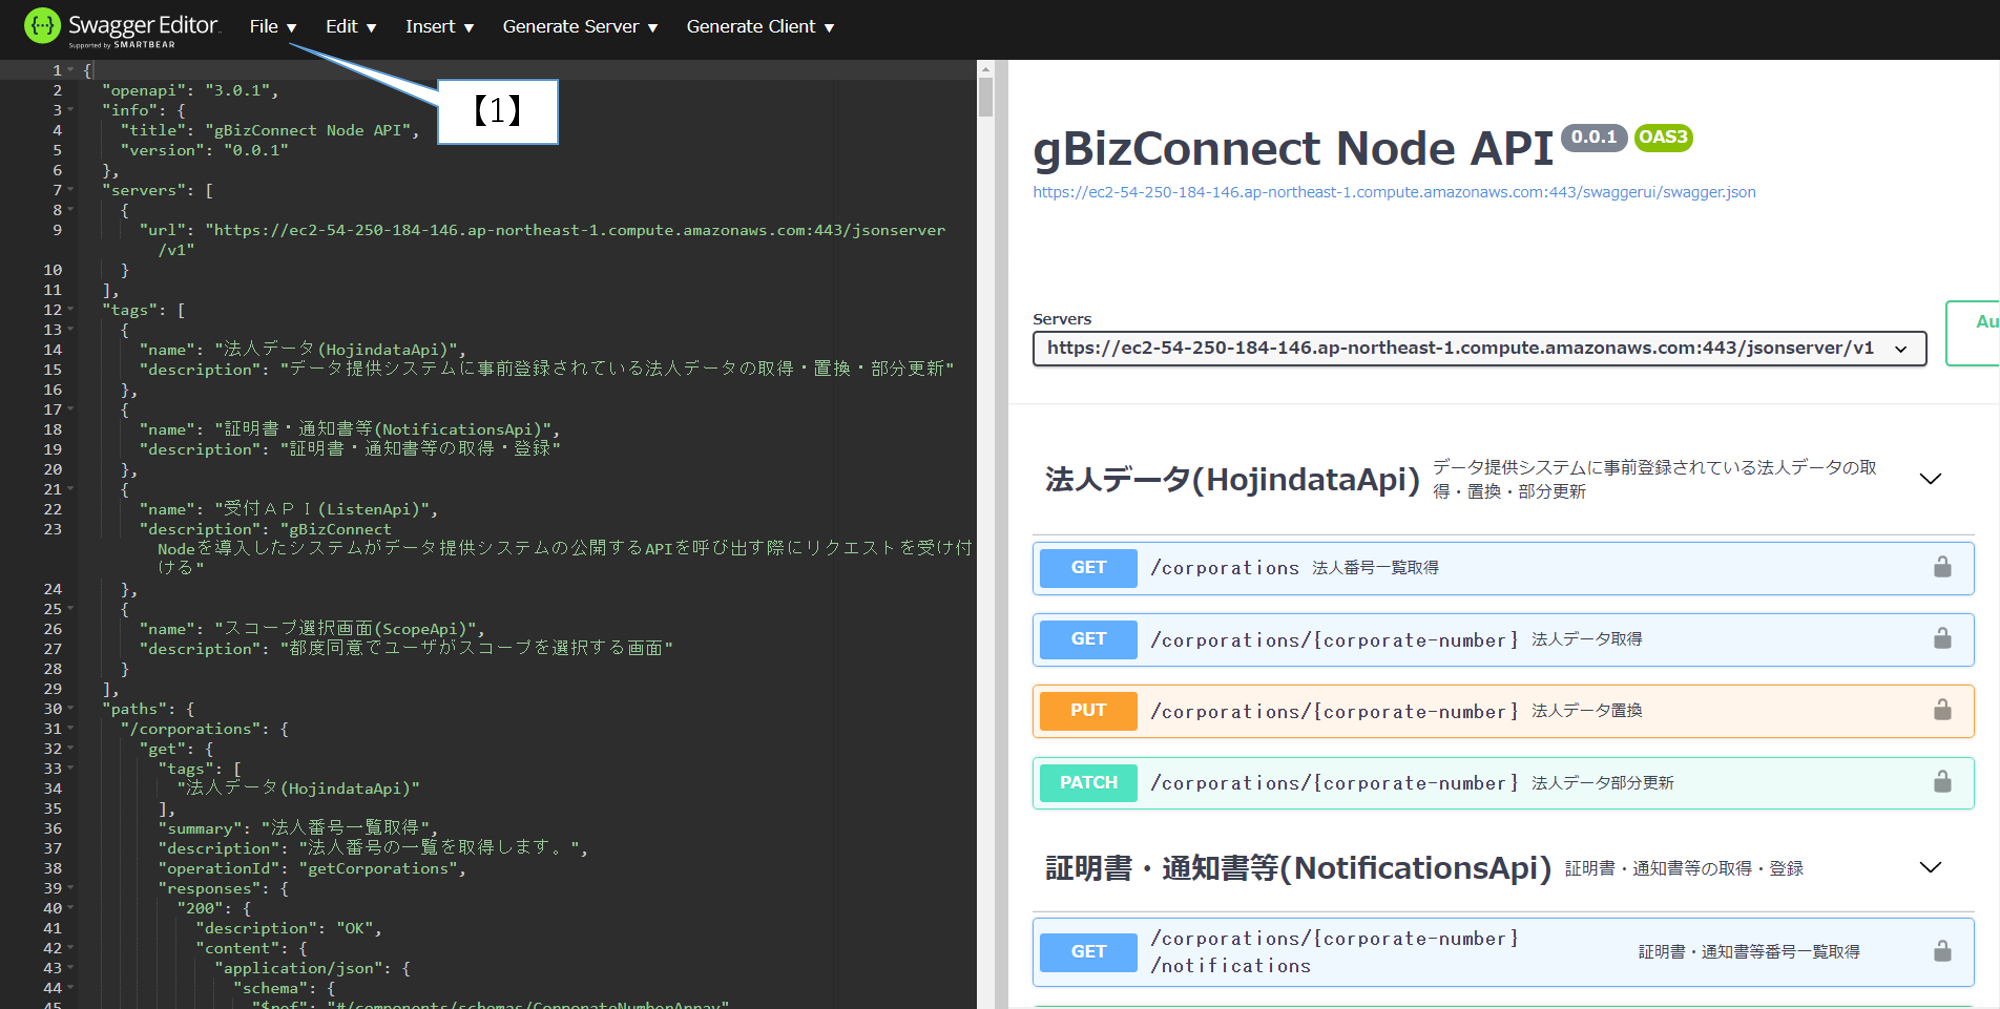 Swagger Editor
Supported by SMARTBEAR
File ▼ Edit ▼ Insert ▼ Generate Server ▼ Generate Client ▼
【1】
1 {
2 "openapi": "3.0.1",
3 "info": {
4 "title": "gBizConnect Node API",
5 "version": "0.0.1"
6 },
7 "servers": [
8 {
9 "url": "https://ec2-54-250-184-146.ap-northeast-1.compute.amazonaws.com:443/jsonserver
/v1"
10 }
11 ],
12 "tags": [
13 {
14 "name": "法人データ(HojindataApi)",
15 "description": "データ提供システムに事前登録されている法人データの取得・置換・部分更新"
16 },
17 {
18 "name": "証明書・通知書等(NotificationsApi)",
19 "description": "証明書・通知書等の取得・登録"
20 },
21 {
22 "name": "受付ＡＰＩ(ListenApi)",
23 "description": "gBizConnect
Nodeを導入したシステムがデータ提供システムの公開するAPIを呼び出す際にリクエストを受け付
ける"
24 },
25 {
26 "name": "スコープ選択画面(ScopeApi)",
27 "description": "都度同意でユーザがスコープを選択する画面"
28 }
29 ],
30 "paths": {
31 "/corporations": {
32 "get": {
33 "tags": [
34 "法人データ(HojindataApi)"
35 ],
36 "summary": "法人番号一覧取得",
37 "description": "法人番号の一覧を取得します。",
38 "operationId": "getCorporations",
39 "responses": {
40 "200": {
41 "description": "OK",
42 "content": {
43 "application/json": {
44 "schema": {
45 "$ref": "#/components/schemas/CorporateNumberArray"
gBizConnect Node API 0.0.1 OAS3
https://ec2-54-250-184-146.ap-northeast-1.compute.amazonaws.com:443/swaggerui/swagger.json
Servers
https://ec2-54-250-184-146.ap-northeast-1.compute.amazonaws.com:443/jsonserver/v1
Au
法人データ(HojindataApi) データ提供システムに事前登録されている法人データの取
得・置換・部分更新
GET /corporations 法人番号一覧取得
GET /corporations/{corporate-number} 法人データ取得
PUT /corporations/{corporate-number} 法人データ置換
PATCH /corporations/{corporate-number} 法人データ部分更新
証明書・通知書等(NotificationsApi) 証明書・通知書等の取得・登録
GET /corporations/{corporate-number}
/notifications 証明書・通知書等番号一覧取得